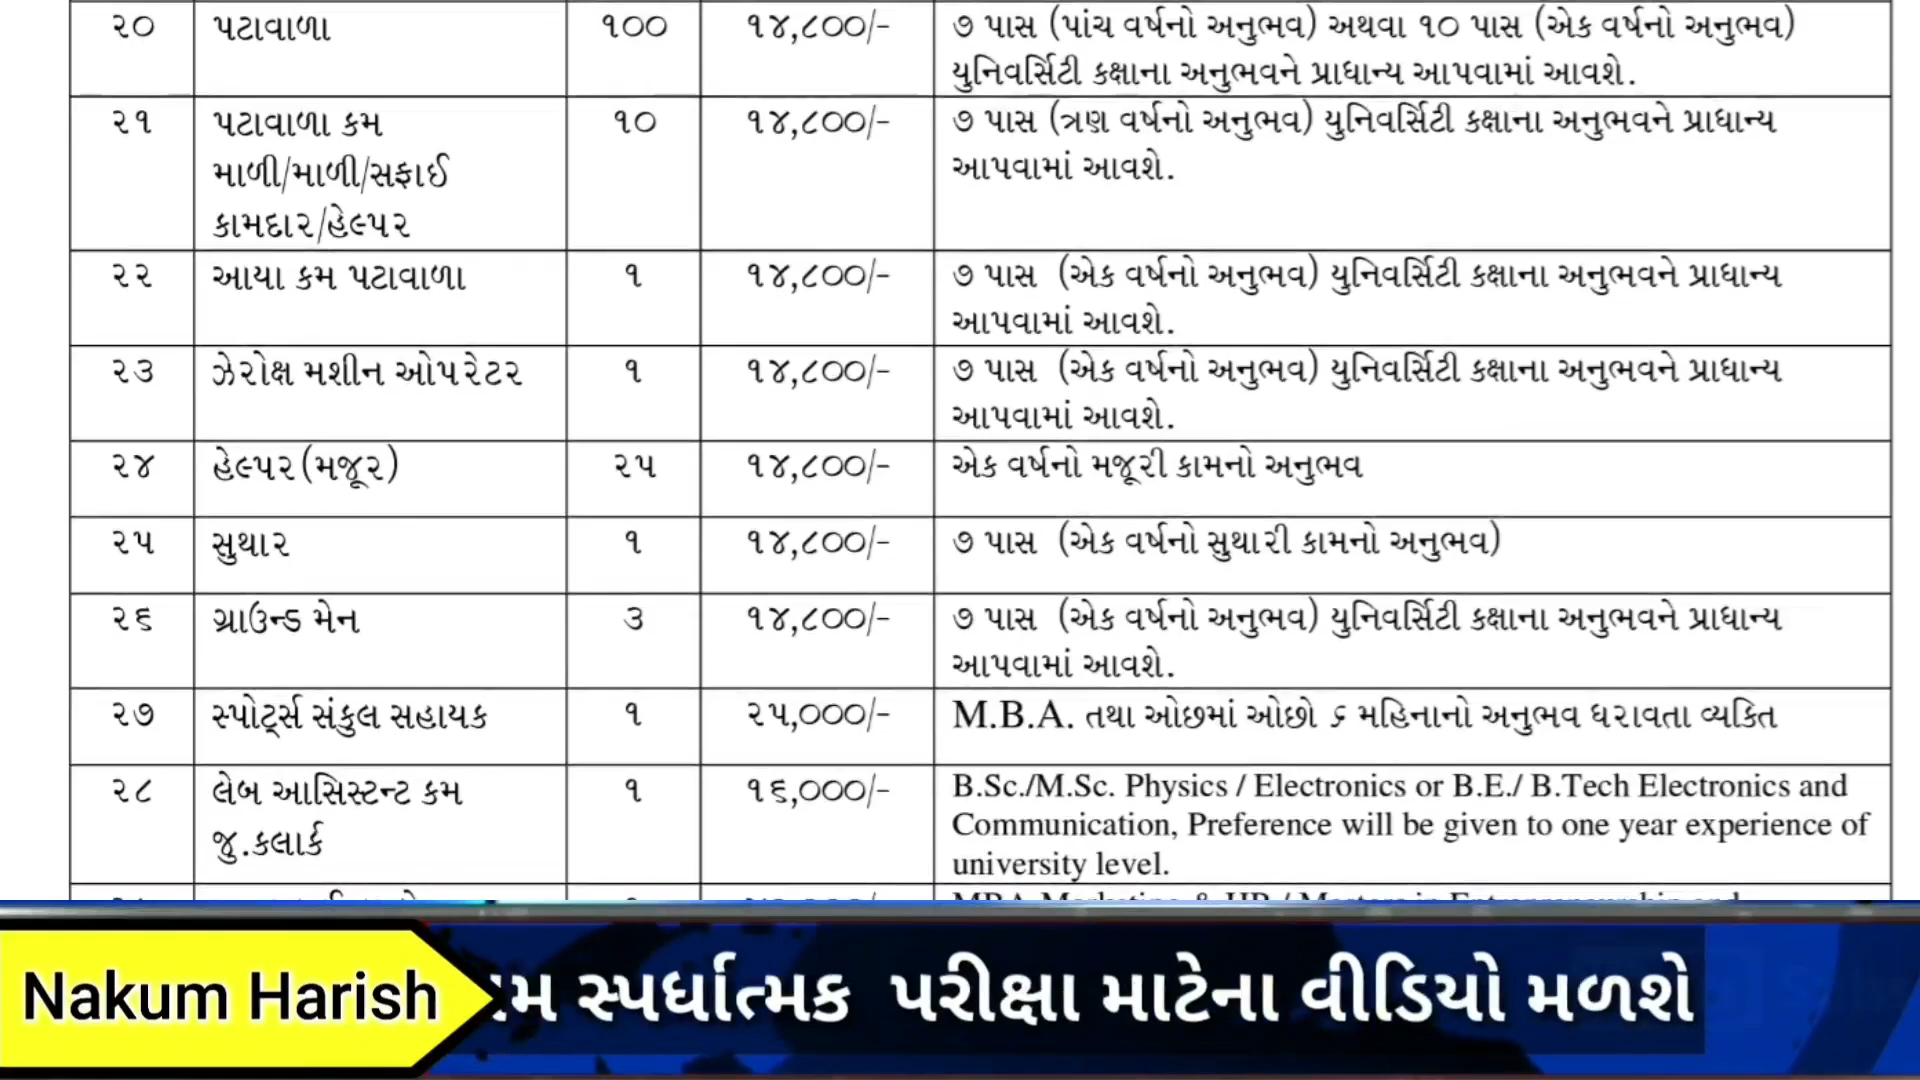 ૨૦ પટાવાળા ૧૦૦ ૧૪,૮૦૦/- ૭ પાસ (પાંચ વર્ષનો અનુભવ) અથવા ૧૦ પાસ (એક વર્ષનો અનુભવ)
યુનિવર્સિટી કક્ષાના અનુભવને પ્રાધાન્ય આપવામાં આવશે.
૨૧ પટાવાળા કમ ૧૦ ૧૪,૮૦૦/- ૭ પાસ (ત્રણ વર્ષનો અનુભવ) યુનિવર્સિટી કક્ષાના અનુભવને પ્રાધાન્ય
માળી/માળી/સફાઈ આપવામાં આવશે.
કામદાર/હેલ્પર
૨૨ આયા કમ પટાવાળા ૧ ૧૪,૮૦૦/- ૭ પાસ (એક વર્ષનો અનુભવ) યુનિવર્સિટી કક્ષાના અનુભવને પ્રાધાન્ય
આપવામાં આવશે.
૨૩ ઝેરોક્ષ મશીન ઓપરેટર ૧ ૧૪,૮૦૦/- ૭ પાસ (એક વર્ષનો અનુભવ) યુનિવર્સિટી કક્ષાના અનુભવને પ્રાધાન્ય
આપવામાં આવશે.
૨૪ હેલ્પર(મજૂર) ૨૫ ૧૪,૮૦૦/- એક વર્ષનો મજૂરી કામનો અનુભવ
૨૫ સુથાર ૧ ૧૪,૮૦૦/- ૭ પાસ (એક વર્ષનો સુથારી કામનો અનુભવ)
૨૬ ગ્રાઉન્ડ મેન ૩ ૧૪,૮૦૦/- ૭ પાસ (એક વર્ષનો અનુભવ) યુનિવર્સિટી કક્ષાના અનુભવને પ્રાધાન્ય
આપવામાં આવશે.
૨૭ સ્પોર્ટ્સ સંકુલ સહાયક ૧ ૨૫,૦૦૦/- M.B.A. તથા ઓછમાં ઓછો ૬ મહિનાનો અનુભવ ધરાવતા વ્યકિત
૨૮ લેબ આસિસ્ટન્ટ કમ ૧ ૧૬,૦૦૦/- B.Sc./M.Sc. Physics / Electronics or B.E./ B.Tech Electronics and
જુ.કલાર્ક Communication, Preference will be given to one year experience of
university level.
Nakum Harish મ સ્પર્ધાત્મક પરીક્ષા માટેના વીડિયો મળશે